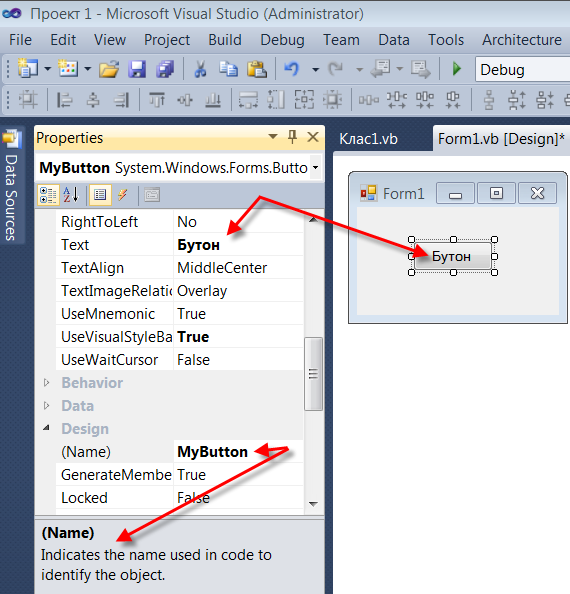 Проект 1 - Microsoft Visual Studio (Administrator)
File Edit View Project Build Debug Team Data Tools Architecture
Debug
Data Sources
Properties
Клас1.vb Form1.vb [Design]*
MyButton System.Windows.Forms.Butto
Form1
RightToLeft No
Text Бутон
TextAlign MiddleCenter
Бутон
TextImageRelatio Overlay
UseMnemonic True
UseVisualStyleBa True
UseWaitCursor False
Behavior
Data
Design
(Name) MyButton
GenerateMembe True
Locked False
(Name)
Indicates the name used in code to
identify the object.